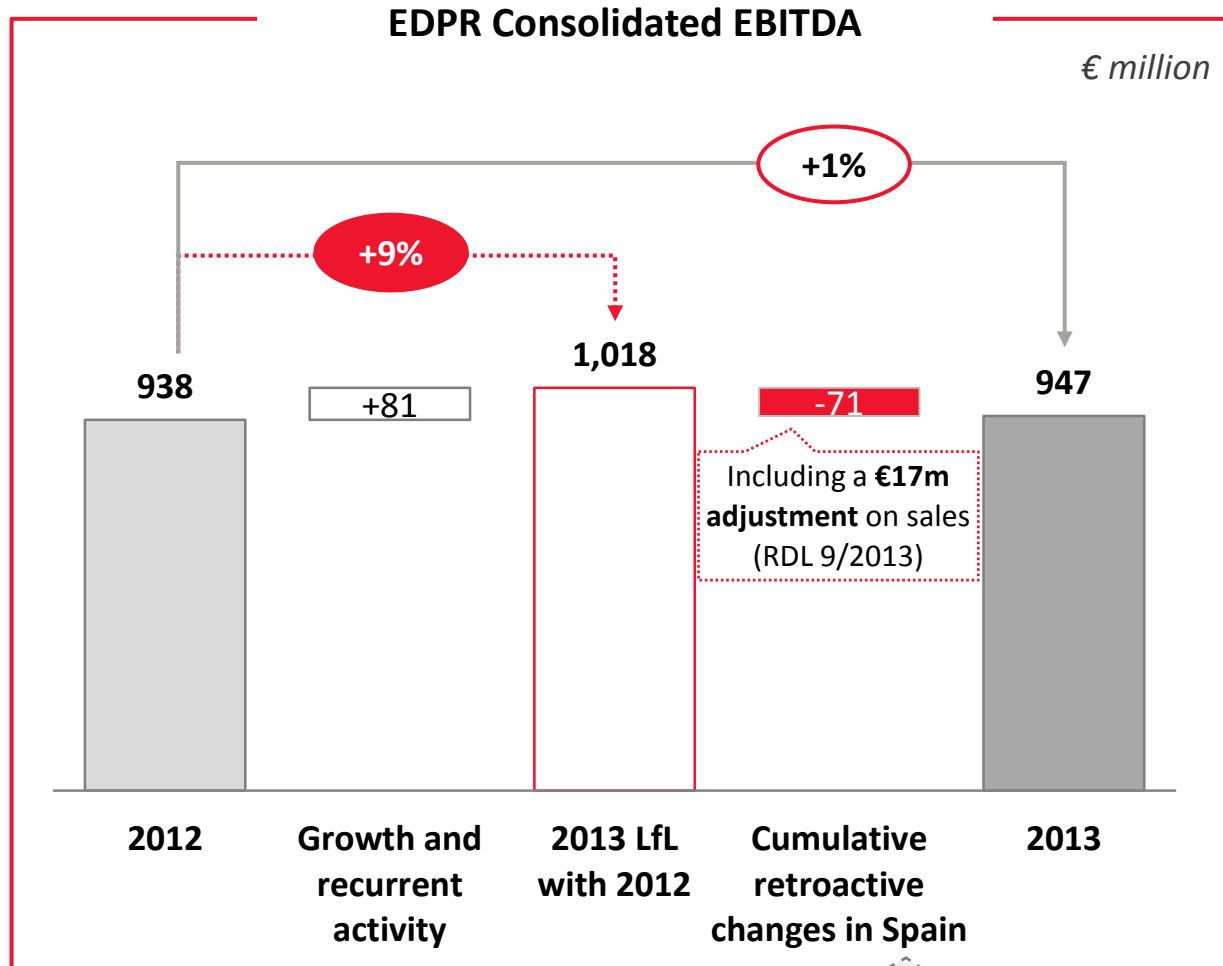 EDPR Consolidated EBITDA
€ million
+1%
+9%
1,018
938
947
+81
-71
Including a €17m
adjustment on sales
(RDL 9/2013)
2012
Growth and
recurrent
activity
2013 LfL
with 2012
Cumulative
retroactive
changes in Spain
2013